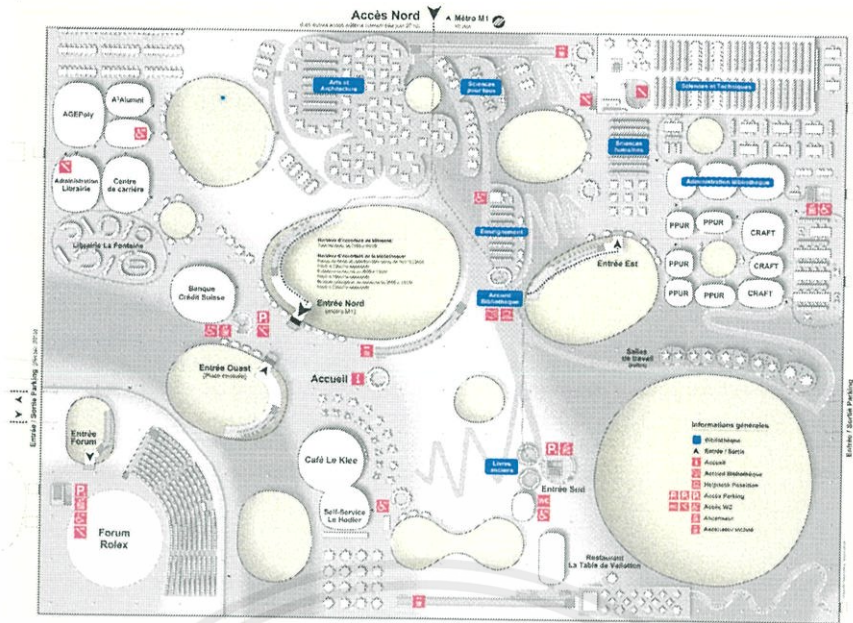 Accès Nord
Métro M1
Arts et
Architecture
Sciences
pour tous
Sciences et Techniques
AGEPoly
A³Alumni
Sciences
humaines
Administration
Librairie
Centre
de carrière
Administration Bibliothèque
Librairie La Fontaine
Enseignement
PPUR
PPUR
CRAFT
PPUR
CRAFT
PPUR
PPUR
CRAFT
Entrée Est
Banque
Crédit Suisse
Entrée Nord
(métro M1)
Accueil
Bibliothèque
Entrée / Sortie Parking
Entrée Ouest
Accueil
Salles
de travail
Entrée
Forum
Café Le Klee
Livres
anciens
Entrée Sud
Self-Service
Le Hodler
Forum
Rolex
Restaurant
La Table de Vallotton
Informations générales
Bibliothèque
Entrée / Sortie
Accueil
Accueil Bibliothèque
Accès Parking
Accès WC
Ascenseur
Ascenseur incliné
Entrée / Sortie Parking